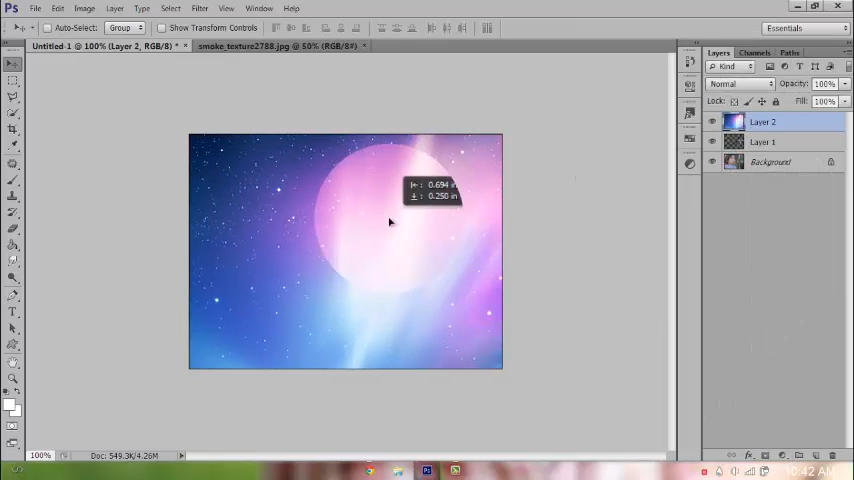 Ps File Edit Image Layer Type Select Filter View Window Help
Auto-Select: Group Show Transform Controls Essentials
Untitled-1 @ 100% (Layer 2, RGB/8) * × smoke_texture2788.jpg @ 50% (RGB/8#) ×
Layers Channels Paths
Kind
Normal Opacity: 100%
Lock: Fill: 100%
Layer 2
Layer 1
Background
0.694 in
0.250 in
100% Doc: 549.3K/4.26M
fx
Ps
10:42 AM